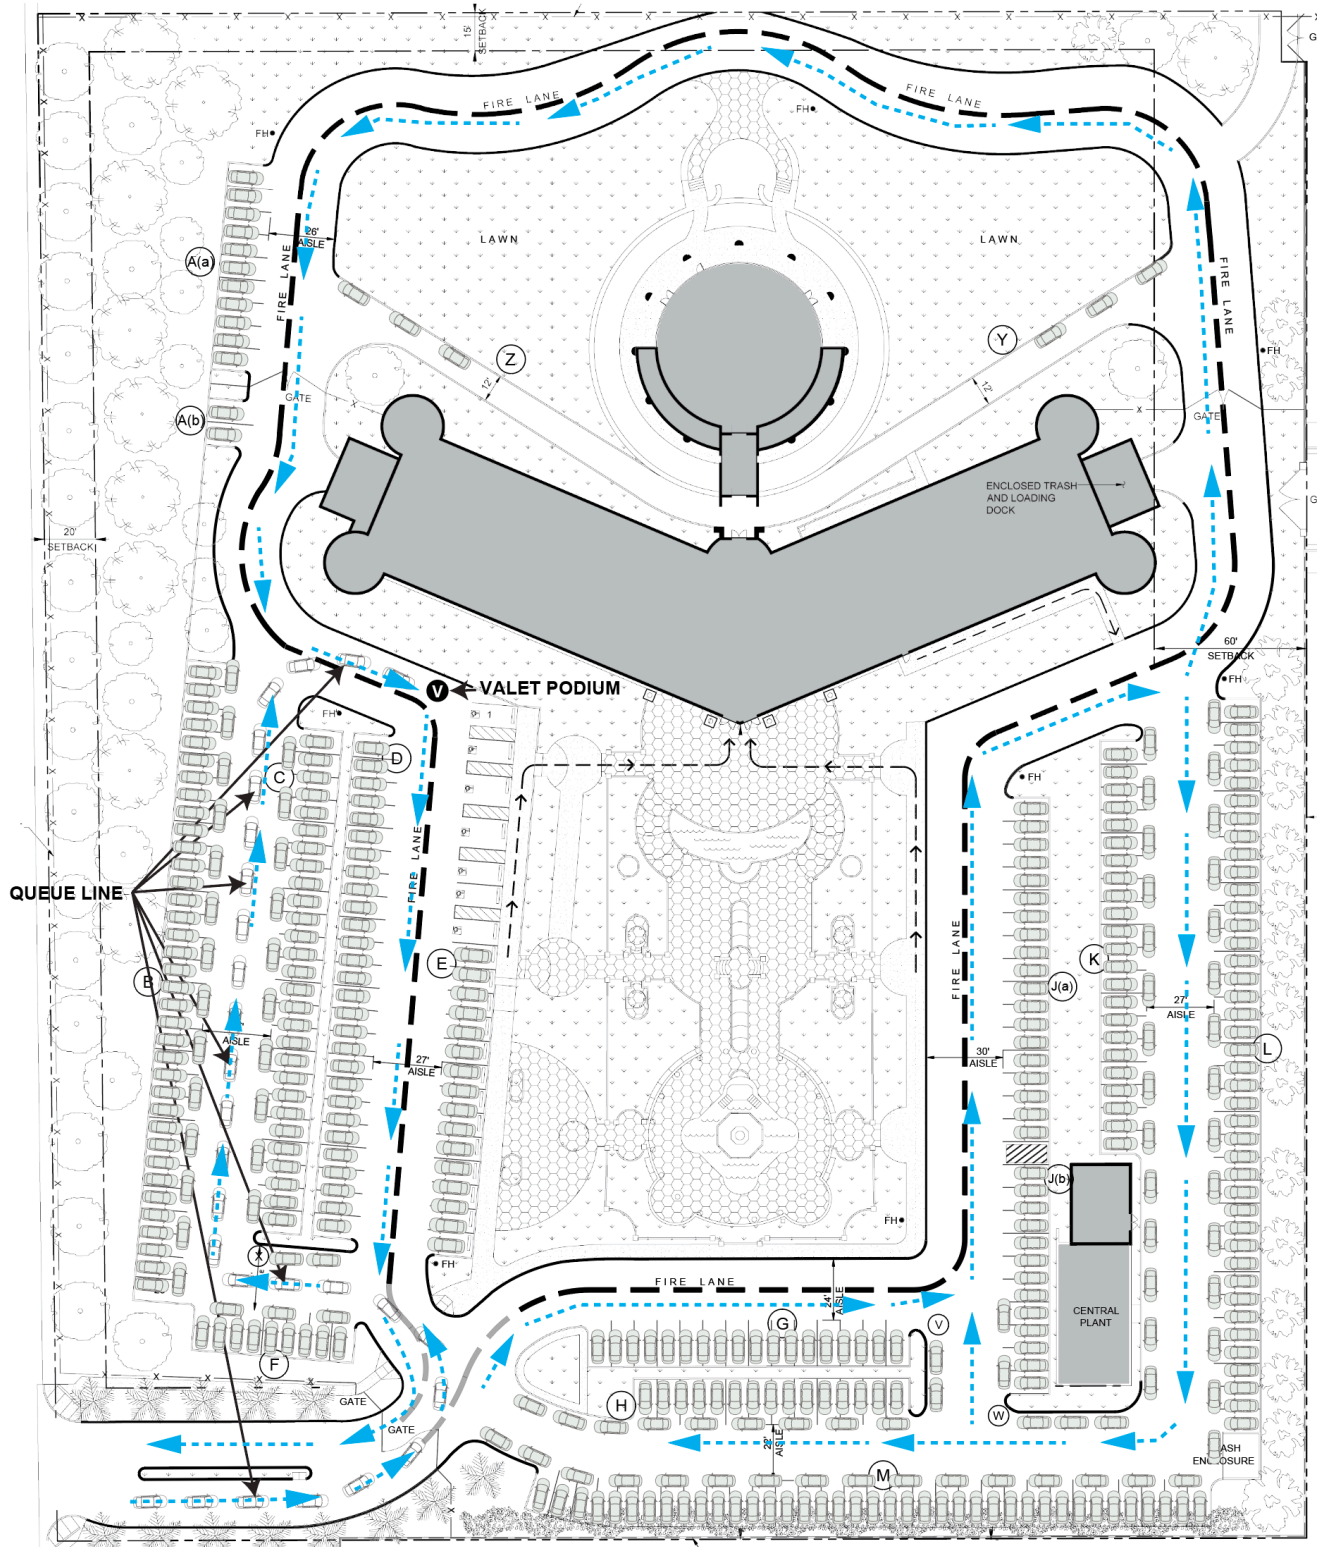 15'
SETBACK
G
FIRE LANE
FIRE LANE
FH
FH
26'
AISLE
LAWN
LAWN
A(a)
FIRE LANE
FIRE LANE
Z
Y
FH
12'
12'
GATE
X
X
GATE
A(b)
ENCLOSED TRASH
AND LOADING
DOCK
G
20'
SETBACK
60'
SETBACK
FH
V
VALET PODIUM
FH
1
D
C
FH
FIRE LANE
QUEUE LINE
E
FIRE LANE
K
B
J(a)
27'
AISLE
AISLE
27'
AISLE
30'
AISLE
L
J(b)
FH
X
FH
FIRE LANE
24'
AISLE
CENTRAL
PLANT
G
V
F
GATE
H
W
GATE
22'
AISLE
M
ASH
ENCLOSURE